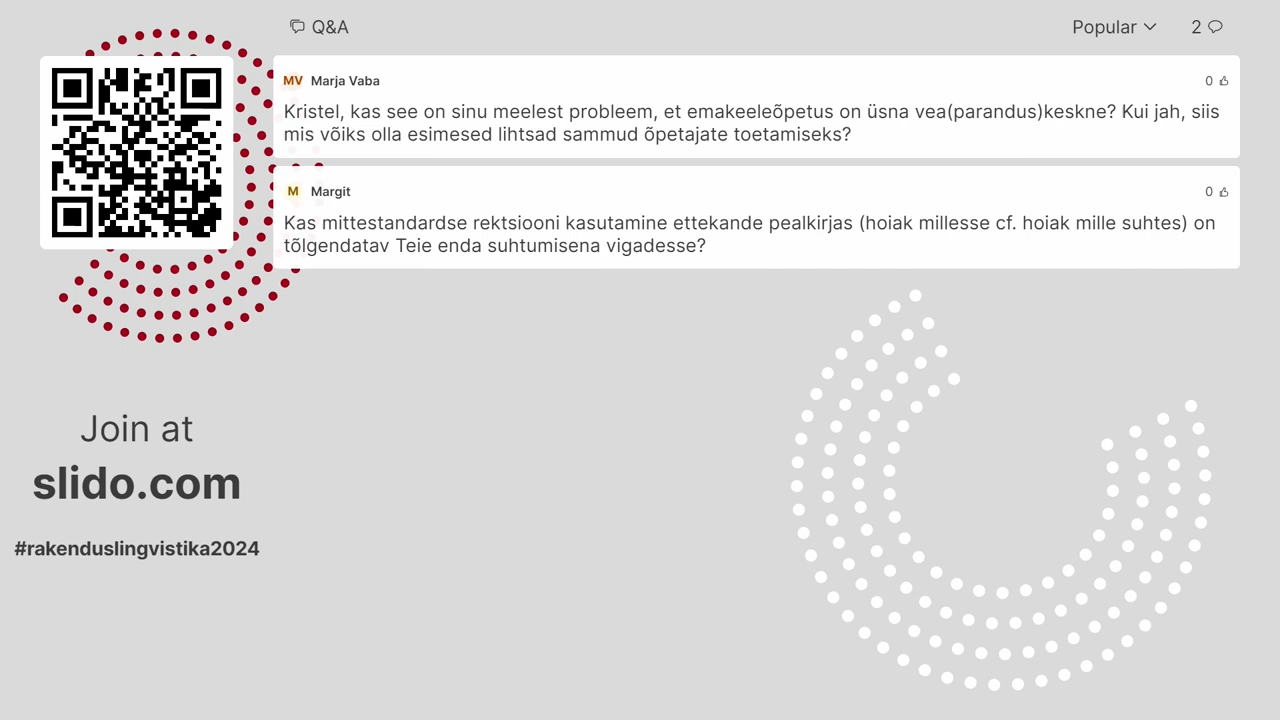 Q&A
Popular
2
MV Marja Vaba
0
Kristel, kas see on sinu meelest probleem, et emakeeleõpetus on üsna vea(parandus)keskne? Kui jah, siis
mis võiks olla esimesed lihtsad sammud õpetajate toetamiseks?
M Margit
0
Kas mittestandardse rektsiooni kasutamine ettekande pealkirjas (hoiak millesse cf. hoiak mille suhtes) on
tõlgendatav Teie enda suhtumisena vigadesse?
Join at
slido.com
#rakenduslingvistika2024